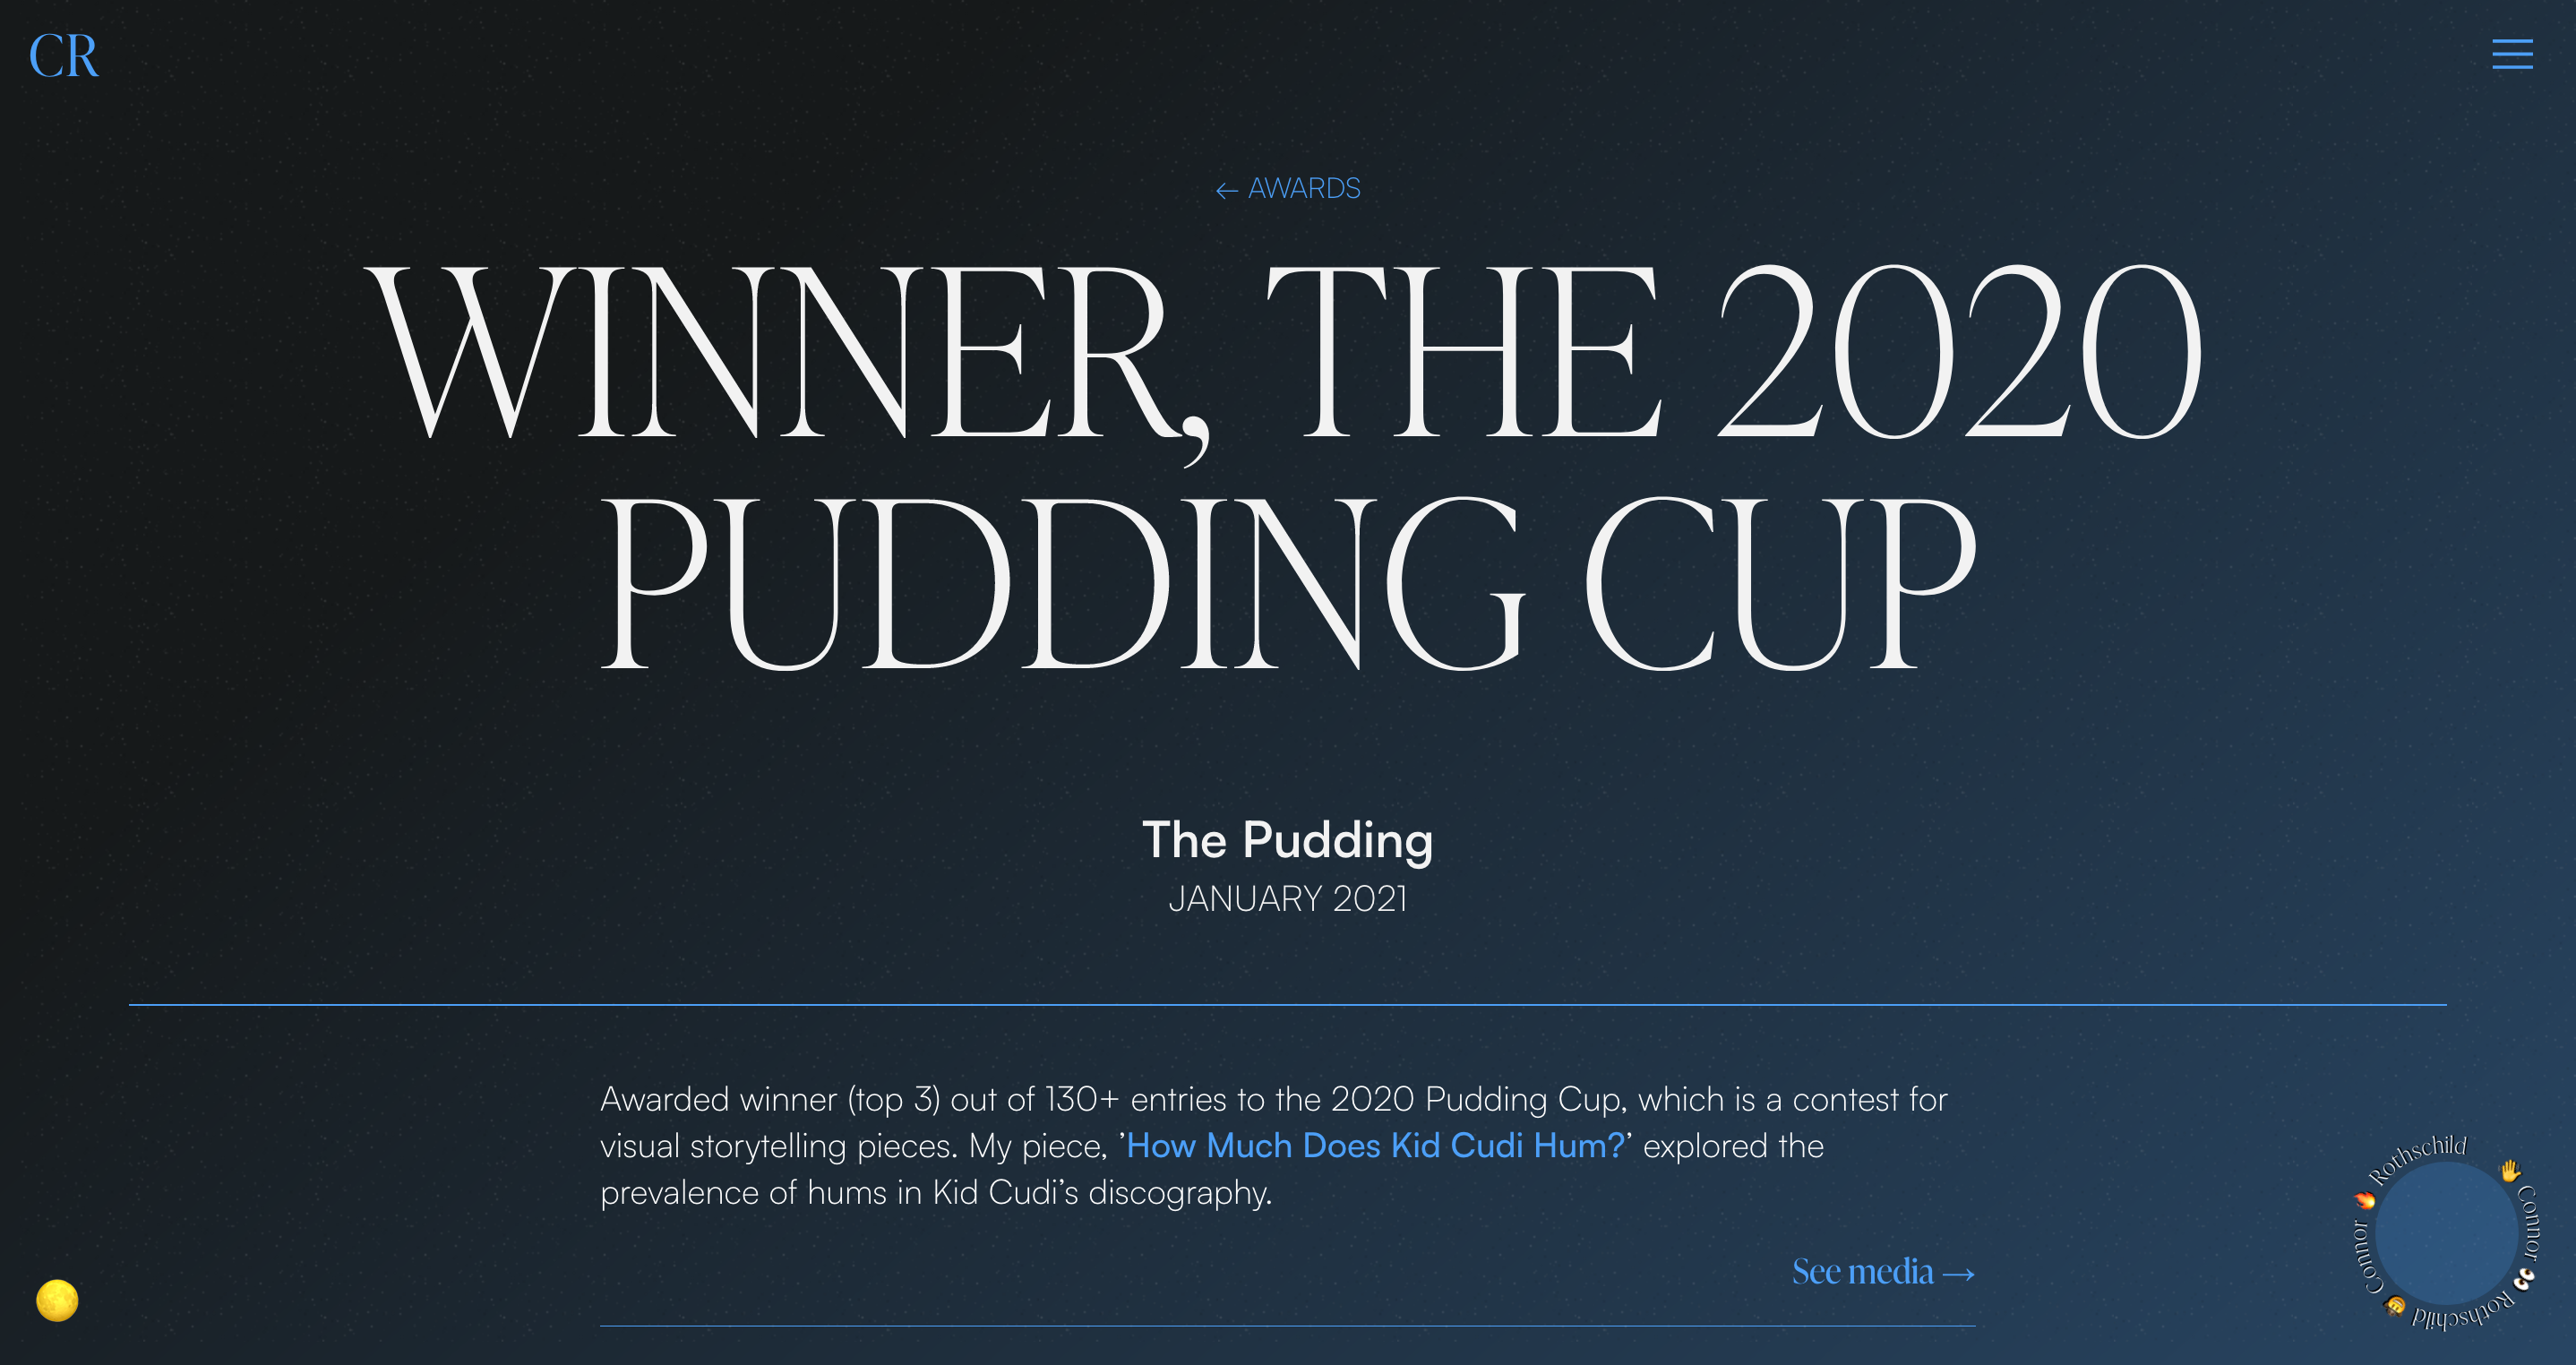 CR
← AWARDS
WINNER, THE 2020
PUDDING CUP
The Pudding
JANUARY 2021
Awarded winner (top 3) out of 130+ entries to the 2020 Pudding Cup, which is a contest for
visual storytelling pieces. My piece, ’How Much Does Kid Cudi Hum?’ explored the
prevalence of hums in Kid Cudi’s discography.
See media →
👋 Connor 👀 Rothschild 🤠 Connor 🔥 Rothschild